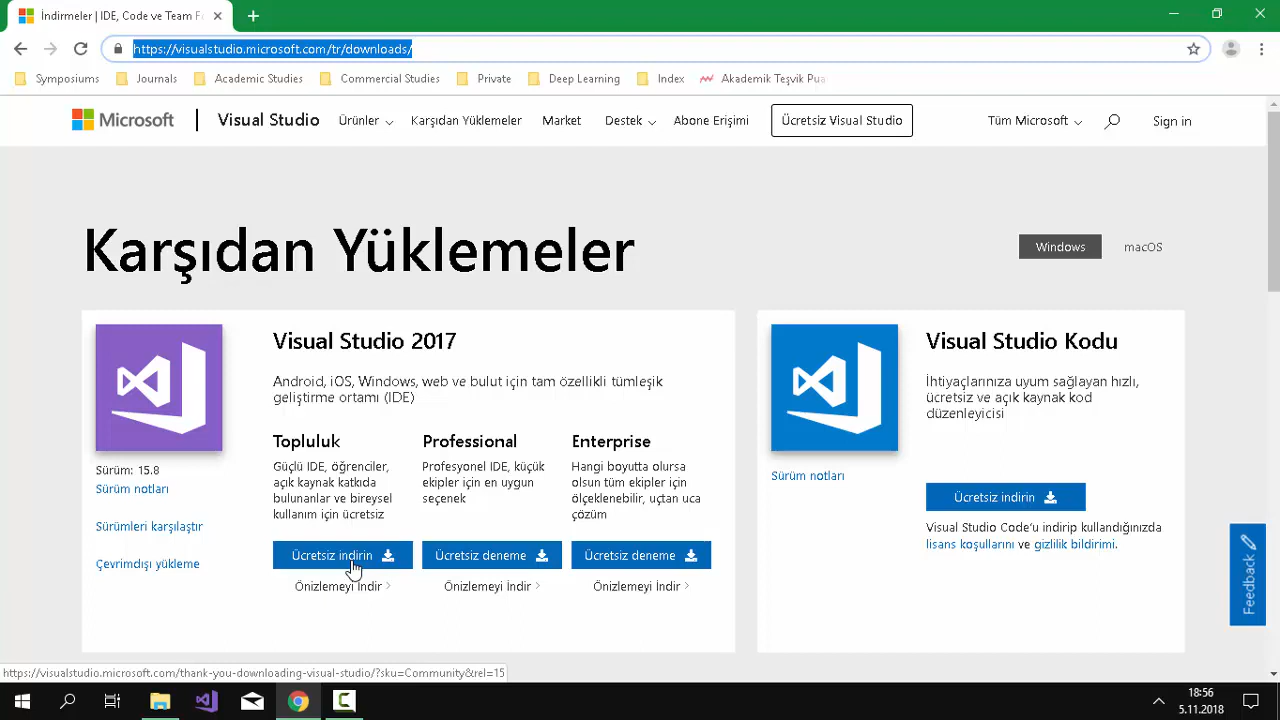 İndirmeler | IDE, Code ve Team F
https://visualstudio.microsoft.com/tr/downloads/
Symposiums Journals Academic Studies Commercial Studies Private Deep Learning Index Akademik Teşvik Pua
Microsoft Visual Studio Ürünler Karşıdan Yüklemeler Market Destek Abone Erişimi Ücretsiz Visual Studio Tüm Microsoft Sign in
Karşıdan Yüklemeler
Windows macOS
Visual Studio 2017
Android, iOS, Windows, web ve bulut için tam özellikli tümleşik
geliştirme ortamı (IDE)
Sürüm: 15.8
Sürüm notları
Sürümleri karşılaştır
Çevrimdışı yükleme
Topluluk
Güçlü IDE, öğrenciler,
açık kaynak katkıda
bulunanlar ve bireysel
kullanım için ücretsiz
Ücretsiz indirin
Önizlemeyi İndir
Professional
Profesyonel IDE, küçük
ekipler için en uygun
seçenek
Ücretsiz deneme
Önizlemeyi İndir
Enterprise
Hangi boyutta olursa
olsun tüm ekipler için
ölçeklenebilir, uçtan uca
çözüm
Ücretsiz deneme
Önizlemeyi İndir
Visual Studio Kodu
İhtiyaçlarınıza uyum sağlayan hızlı,
ücretsiz ve açık kaynak kod
düzenleyicisi
Sürüm notları
Ücretsiz indirin
Visual Studio Code'u indirip kullandığınızda
lisans koşullarını ve gizlilik bildirimi.
Feedback
https://visualstudio.microsoft.com/thank-you-downloading-visual-studio/?sku=Community&rel=15
18:56
5.11.2018